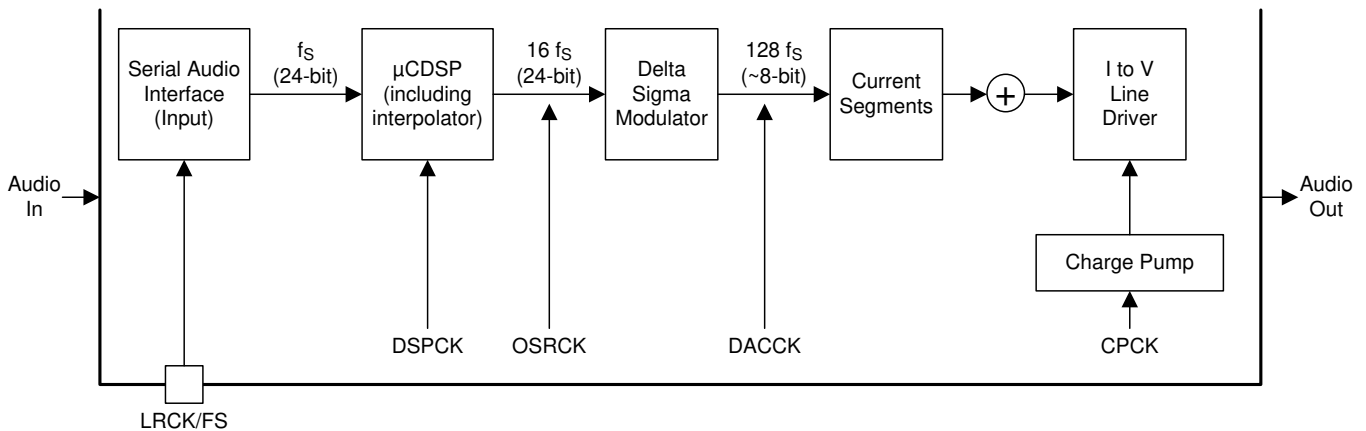 Serial Audio
Interface
(Input)
fS
(24-bit)
µCDSP
(including
interpolator)
16 fS
(24-bit)
Delta
Sigma
Modulator
128 fS
(~8-bit)
Current
Segments
+
I to V
Line
Driver
Audio
In
Audio
Out
Charge Pump
DSPCK
OSRCK
DACCK
CPCK
LRCK/FS